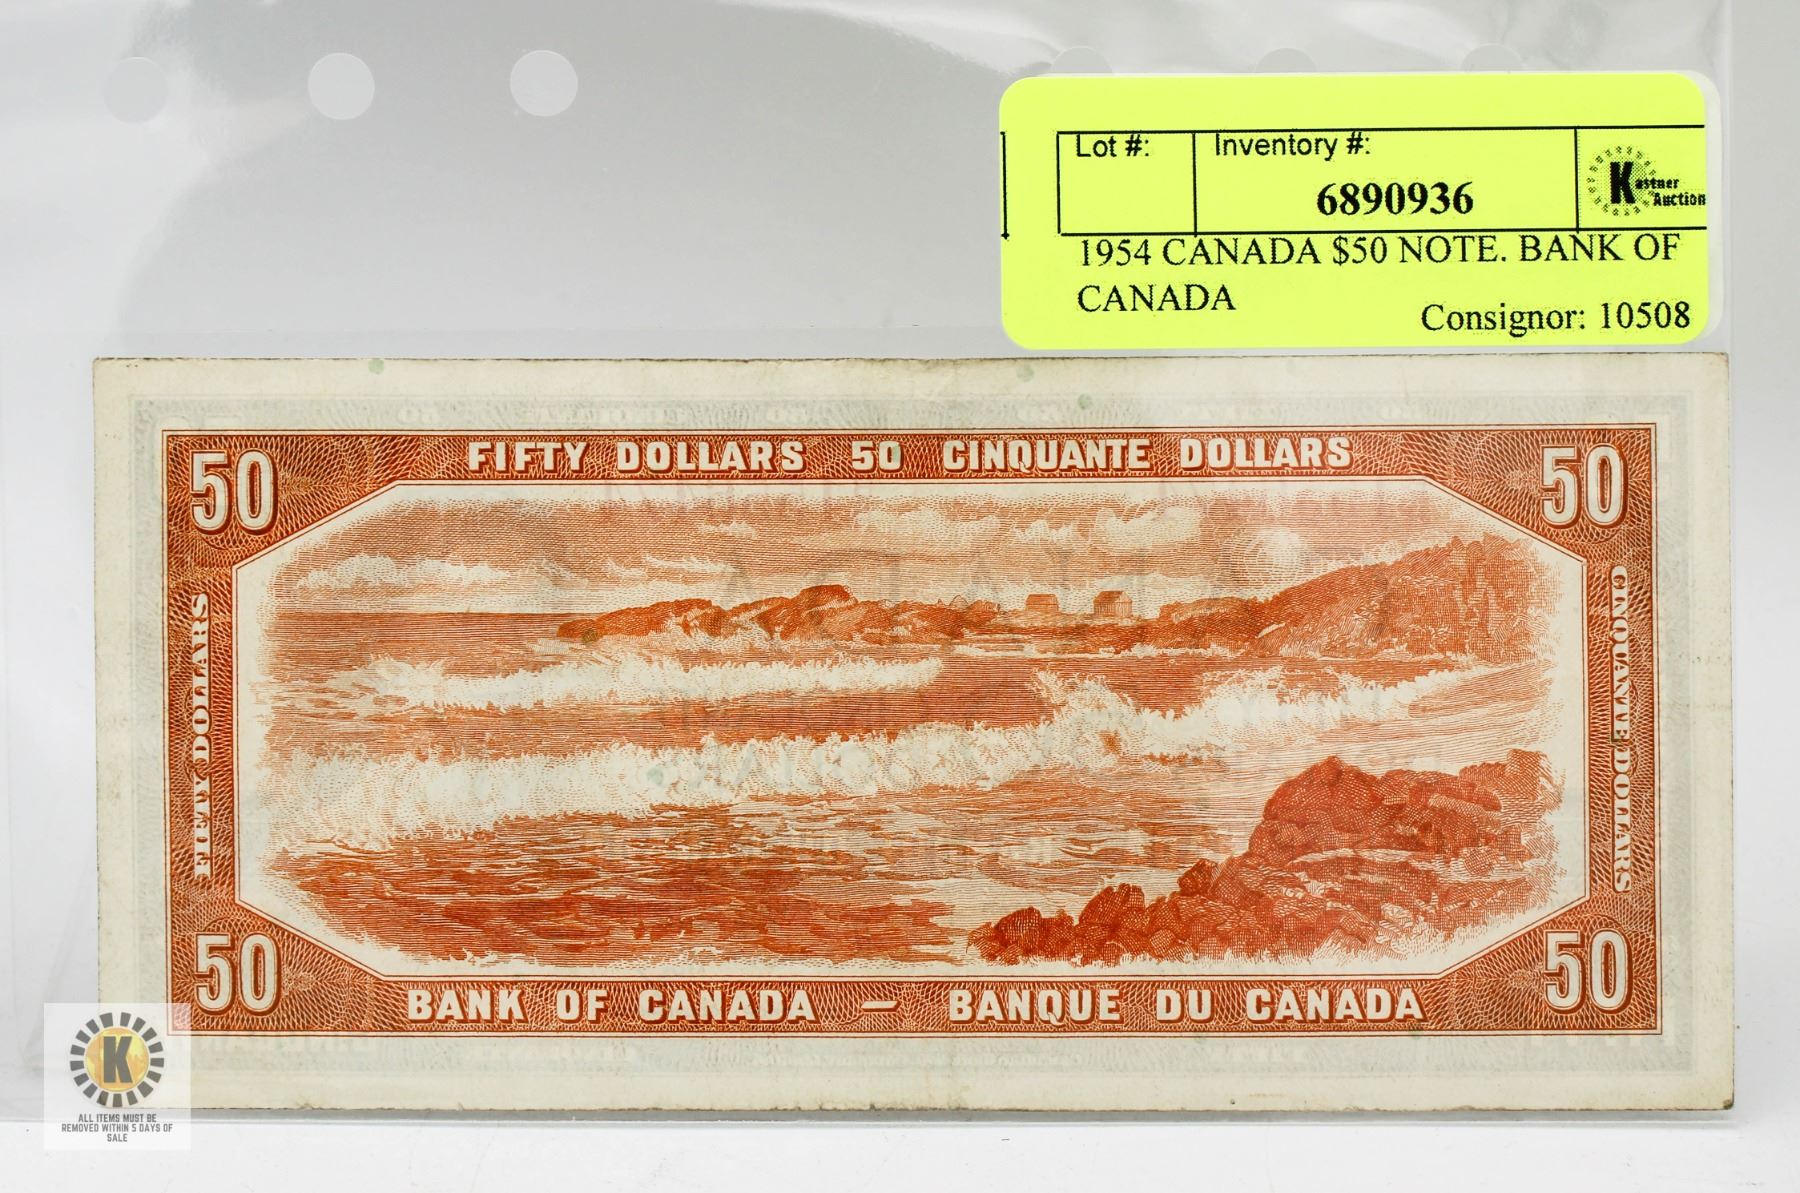 Lot #:
Inventory #:
6890936
Kastner
Auction
1954 CANADA $50 NOTE. BANK OF
CANADA
Consignor: 10508
50 FIFTY DOLLARS 50 CINQUANTE DOLLARS 50
FIFTY DOLLARS
CINQUANTE DOLLARS
50 BANK OF CANADA — BANQUE DU CANADA 50
K
ALL ITEMS MUST BE
REMOVED WITHIN 5 DAYS OF
SALE